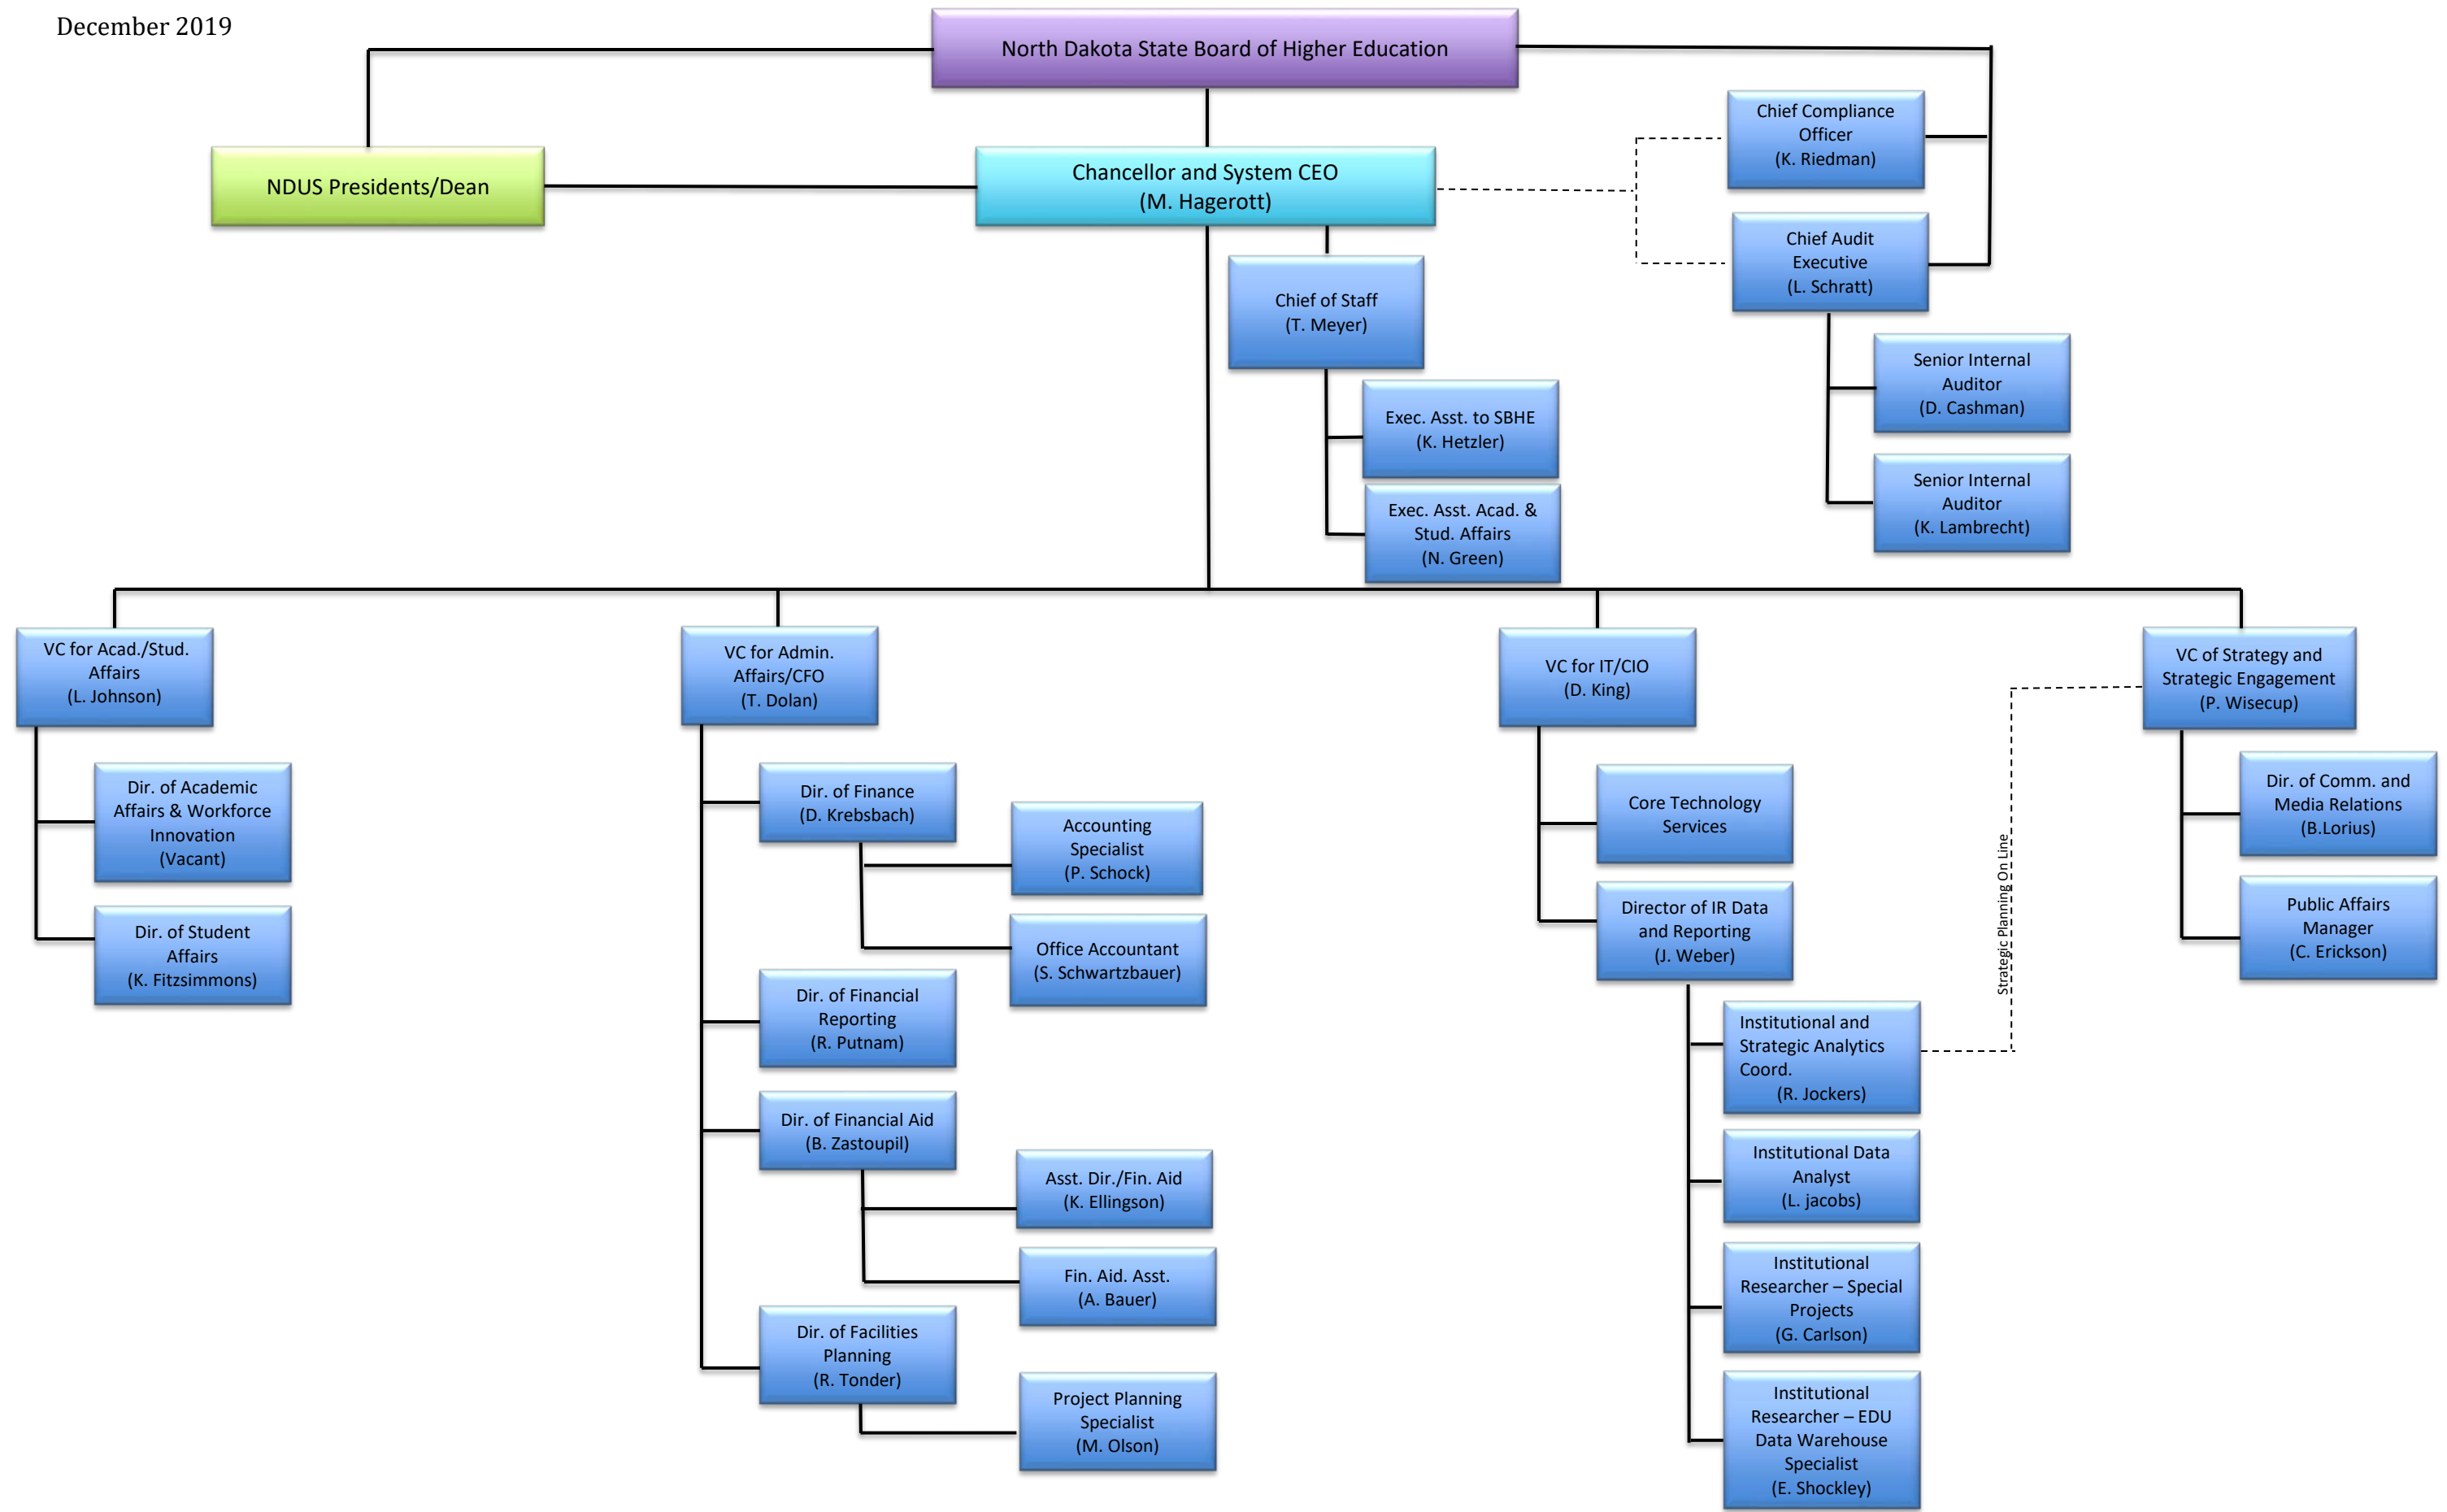 December 2019
North Dakota State Board of Higher Education
NDUS Presidents/Dean
Chancellor and System CEO
(M. Hagerott)
Chief Compliance
Officer
(K. Riedman)
Chief Audit
Executive
(L. Schratt)
Senior Internal
Auditor
(D. Cashman)
Senior Internal
Auditor
(K. Lambrecht)
Chief of Staff
(T. Meyer)
Exec. Asst. to SBHE
(K. Hetzler)
Exec. Asst. Acad. &
Stud. Affairs
(N. Green)
VC for Acad./Stud.
Affairs
(L. Johnson)
Dir. of Academic
Affairs & Workforce
Innovation
(Vacant)
Dir. of Student
Affairs
(K. Fitzsimmons)
VC for Admin.
Affairs/CFO
(T. Dolan)
Dir. of Finance
(D. Krebsbach)
Accounting
Specialist
(P. Schock)
Office Accountant
(S. Schwartzbauer)
Dir. of Financial
Reporting
(R. Putnam)
Dir. of Financial Aid
(B. Zastoupil)
Asst. Dir./Fin. Aid
(K. Ellingson)
Fin. Aid. Asst.
(A. Bauer)
Dir. of Facilities
Planning
(R. Tonder)
Project Planning
Specialist
(M. Olson)
VC for IT/CIO
(D. King)
Core Technology
Services
Director of IR Data
and Reporting
(J. Weber)
Institutional and
Strategic Analytics
Coord.
(R. Jockers)
Institutional Data
Analyst
(L. jacobs)
Institutional
Researcher – Special
Projects
(G. Carlson)
Institutional
Researcher – EDU
Data Warehouse
Specialist
(E. Shockley)
Strategic Planning On Line
VC of Strategy and
Strategic Engagement
(P. Wisecup)
Dir. of Comm. and
Media Relations
(B.Lorius)
Public Affairs
Manager
(C. Erickson)